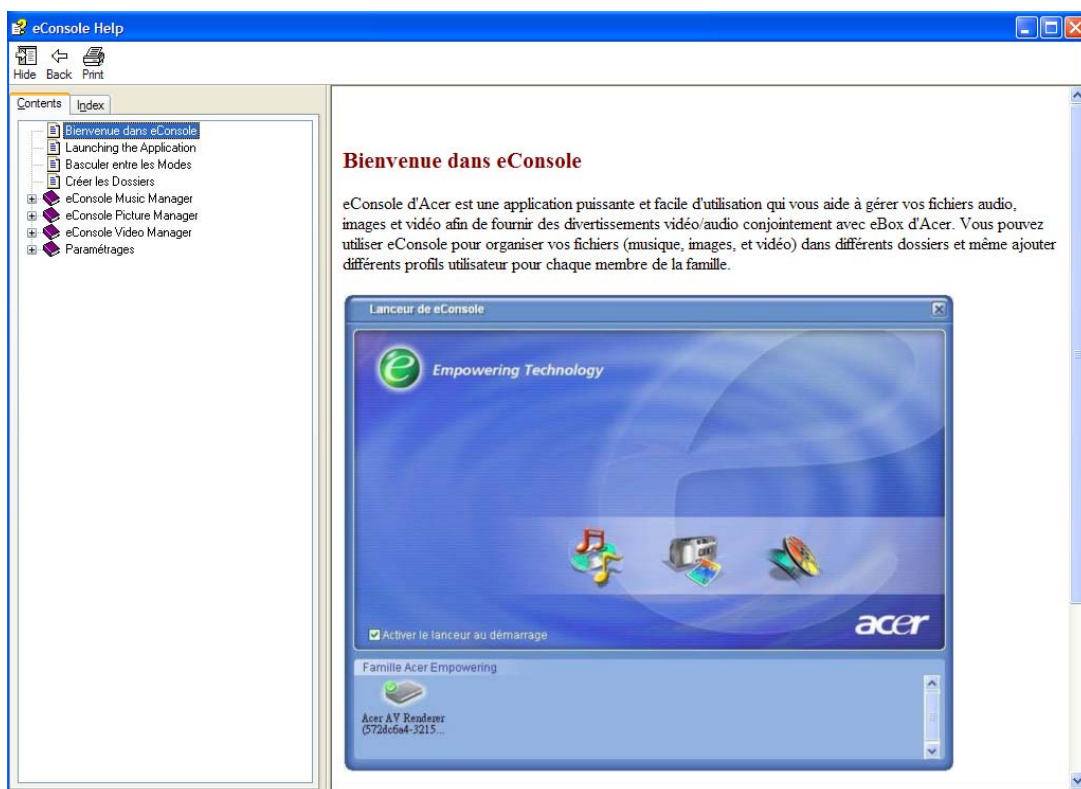 eConsole Help
Hide Back Print
Contents Index
Bienvenue dans eConsole
Launching the Application
Basculer entre les Modes
Créer les Dossiers
eConsole Music Manager
eConsole Picture Manager
eConsole Video Manager
Paramétrages
Bienvenue dans eConsole
eConsole d'Acer est une application puissante et facile d'utilisation qui vous aide à gérer vos fichiers audio,
images et vidéo afin de fournir des divertissements vidéo/audio conjointement avec eBox d'Acer. Vous pouvez
utiliser eConsole pour organiser vos fichiers (musique, images, et vidéo) dans différents dossiers et même ajouter
différents profils utilisateur pour chaque membre de la famille.
Lanceur de eConsole
e Empowering Technology
acer
Activer le lanceur au démarrage
Famille Acer Empowering
Acer AV Renderer
(572dc6a4-3215...